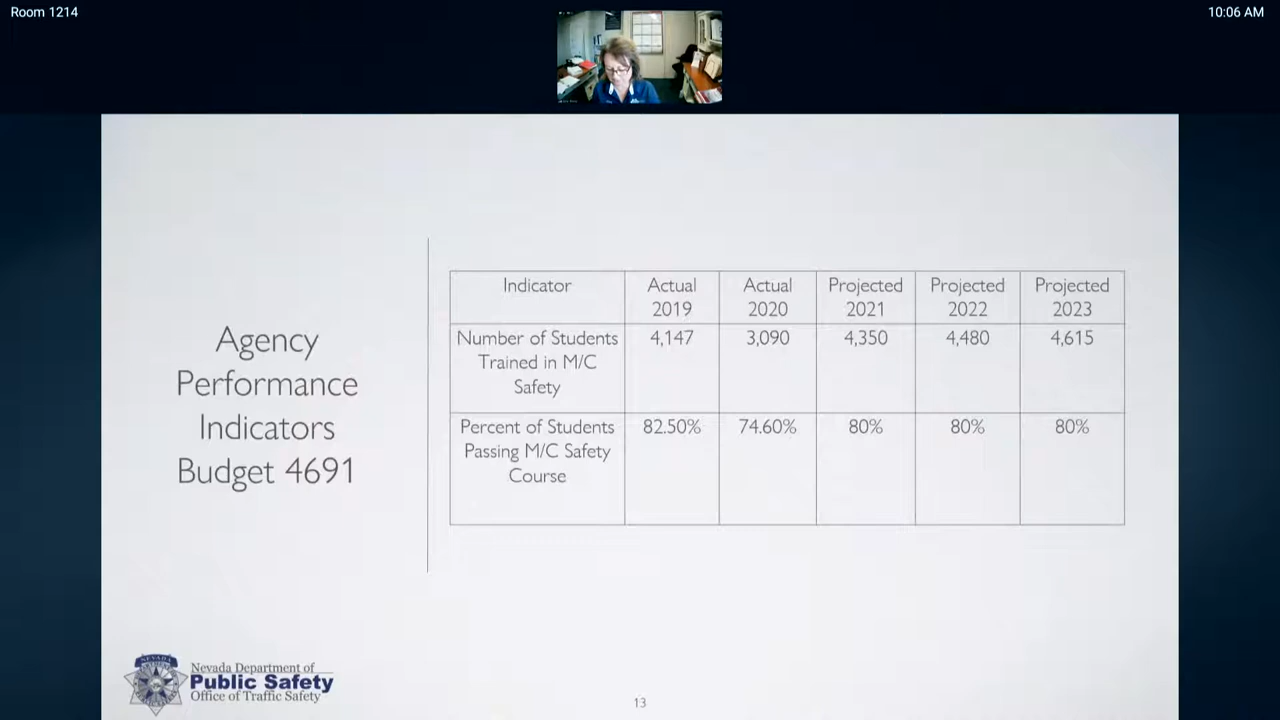 Room 1214
10:06 AM
Agency
Performance
Indicators
Budget 4691
Indicator
Actual
2019
Actual
2020
Projected
2021
Projected
2022
Projected
2023
Number of Students
Trained in M/C
Safety
4,147
3,090
4,350
4,480
4,615
Percent of Students
Passing M/C Safety
Course
82.50%
74.60%
80%
80%
80%
NEVADA
Nevada Department of
Public Safety
Office of Traffic Safety
13